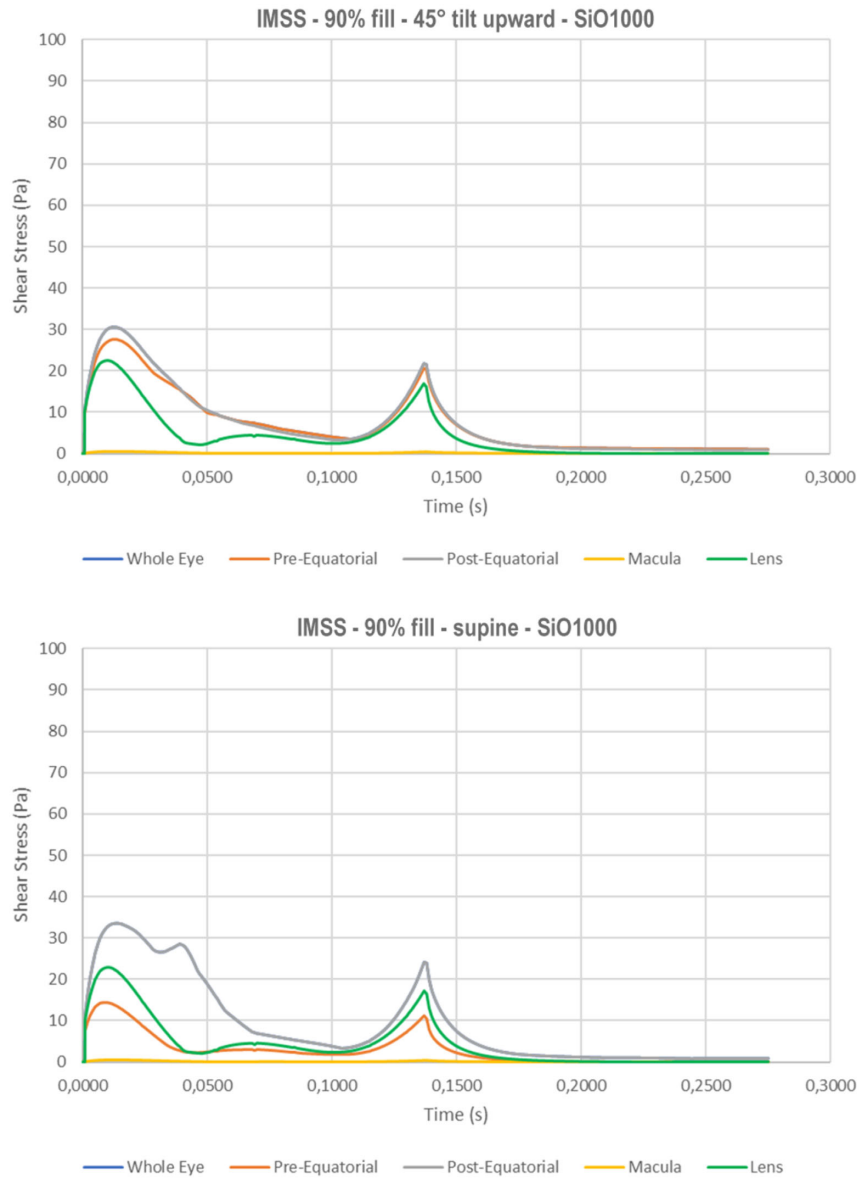 IMSS - 90% fill - 45° tilt upward - SiO1000
100
90
80
70
60
50
40
30
20
10
0
Shear Stress (Pa)
0,0000 0,0500 0,1000 0,1500 0,2000 0,2500 0,3000
Time (s)
Whole Eye Pre-Equatorial Post-Equatorial Macula Lens
IMSS - 90% fill - supine - SiO1000
100
90
80
70
60
50
40
30
20
10
0
Shear Stress (Pa)
0,0000 0,0500 0,1000 0,1500 0,2000 0,2500 0,3000
Time (s)
Whole Eye Pre-Equatorial Post-Equatorial Macula Lens